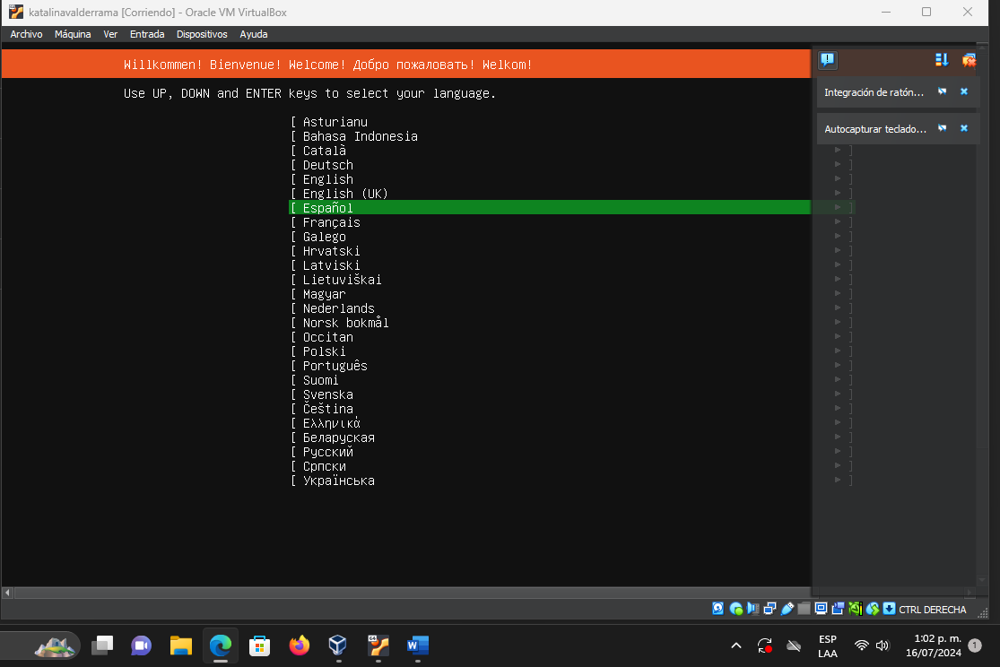 katalinavalderrama [Corriendo] - Oracle VM VirtualBox
Archivo Máquina Ver Entrada Dispositivos Ayuda
Willkommen! Bienvenue! Welcome! Добро пожаловать! Welkom!
Use UP, DOWN and ENTER keys to select your language.
Integración de ratón...
Autocapturar teclado...
[ Asturianu ]
[ Bahasa Indonesia ]
[ Català ► ]
[ Deutsch ► ]
[ English ► ]
[ English (UK) ► ]
[ Español ► ]
[ Français ► ]
[ Galego ► ]
[ Hrvatski ► ]
[ Latviski ► ]
[ Lietuviškai ► ]
[ Magyar ► ]
[ Nederlands ► ]
[ Norsk bokmål ► ]
[ Occitan ► ]
[ Polski ► ]
[ Português ► ]
[ Suomi ► ]
[ Svenska ► ]
[ Čeština ► ]
[ Ελληνικά ► ]
[ Беларуская ► ]
[ Русский ► ]
[ Српски ► ]
[ Українська ► ]
CTRL DERECHA
64
W
ESP
LAA
1:02 p. m.
16/07/2024
1